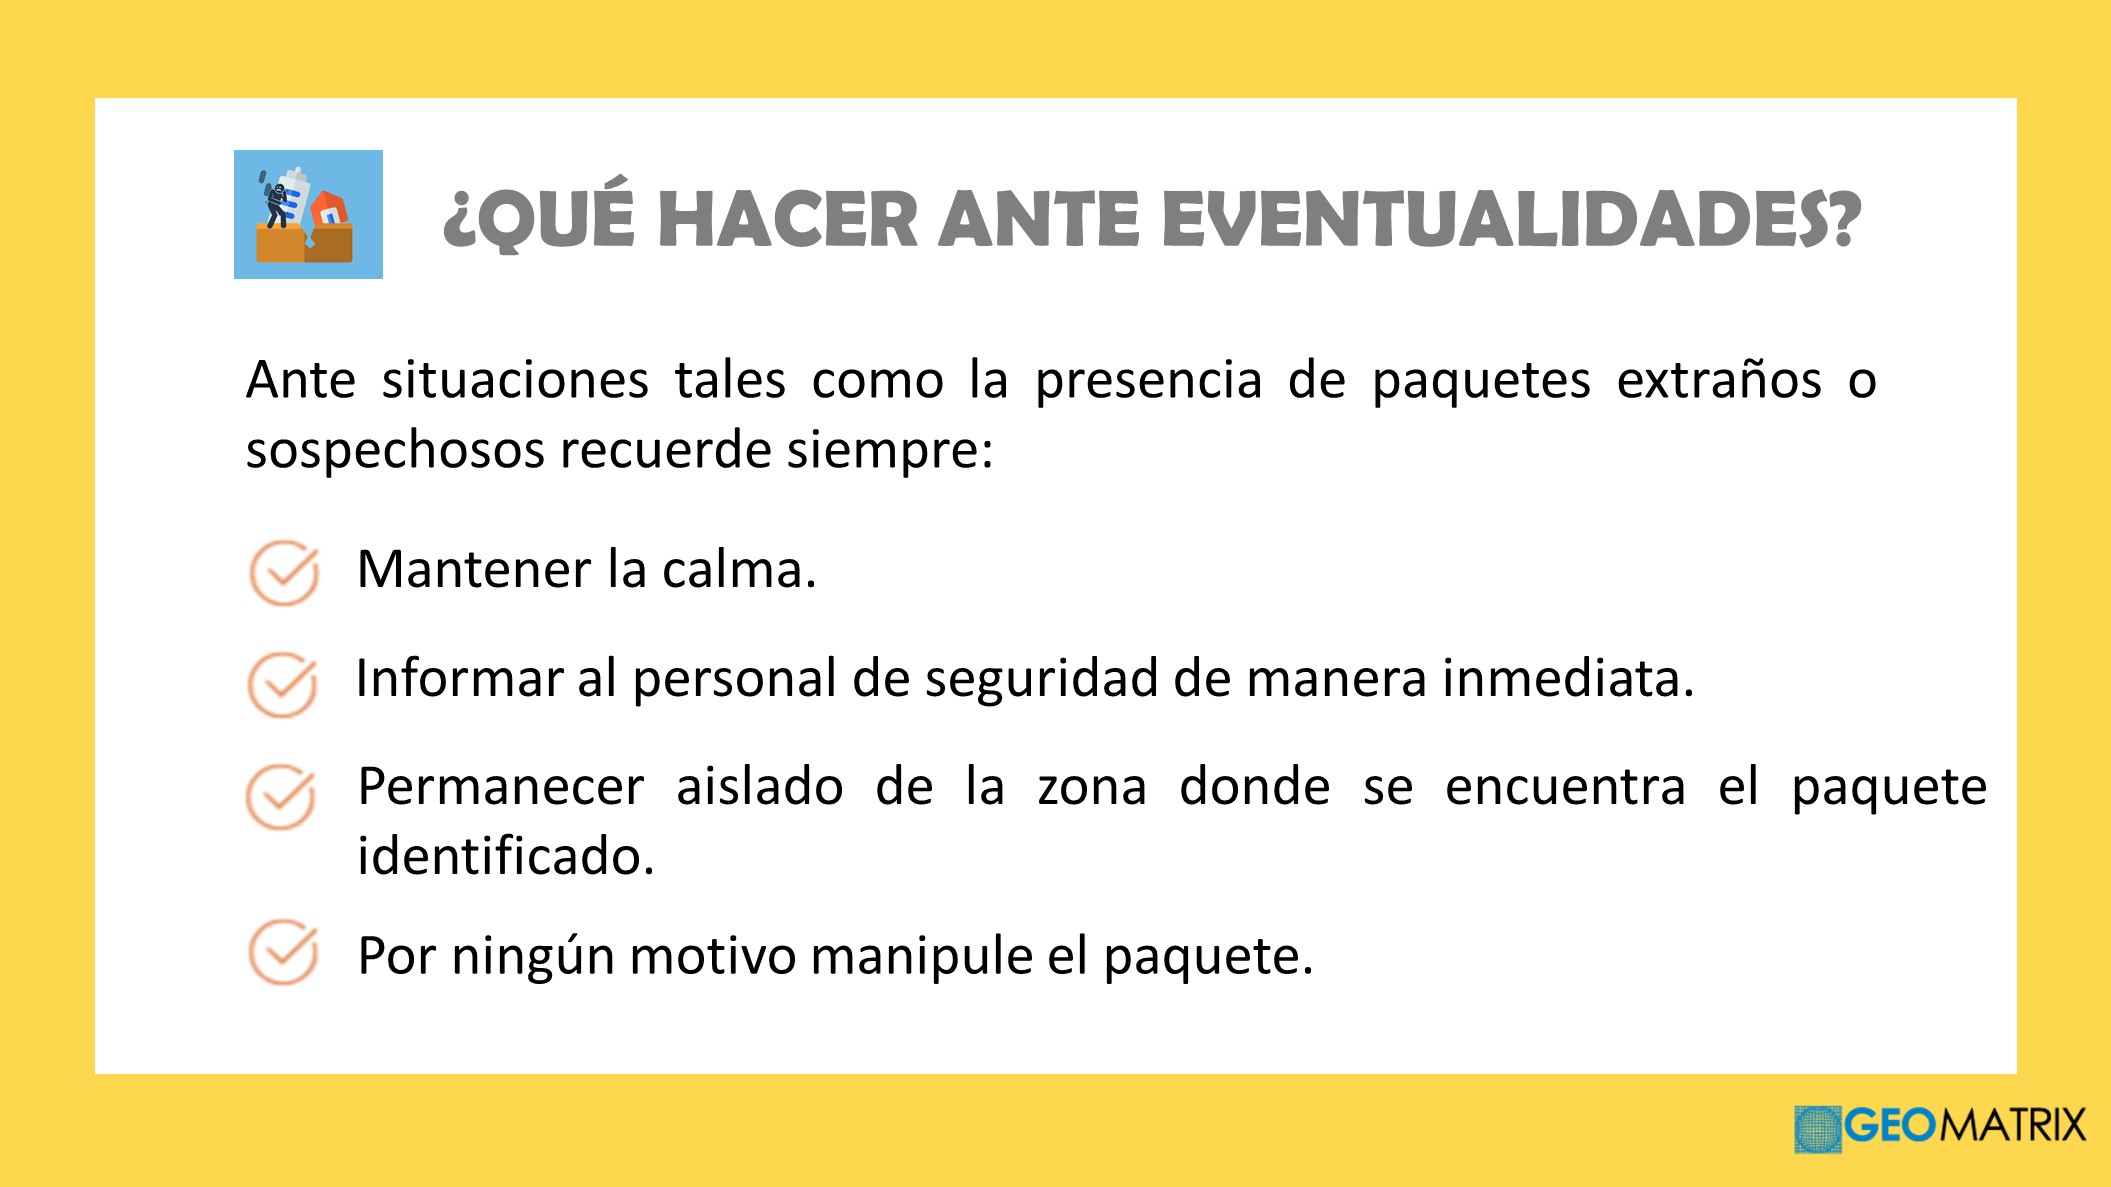 ¿QUÉ HACER ANTE EVENTUALIDADES?
Ante situaciones tales como la presencia de paquetes extraños o
sospechosos recuerde siempre:
Mantener la calma.
Informar al personal de seguridad de manera inmediata.
Permanecer aislado de la zona donde se encuentra el paquete
identificado.
Por ningún motivo manipule el paquete.
GEOMATRIX